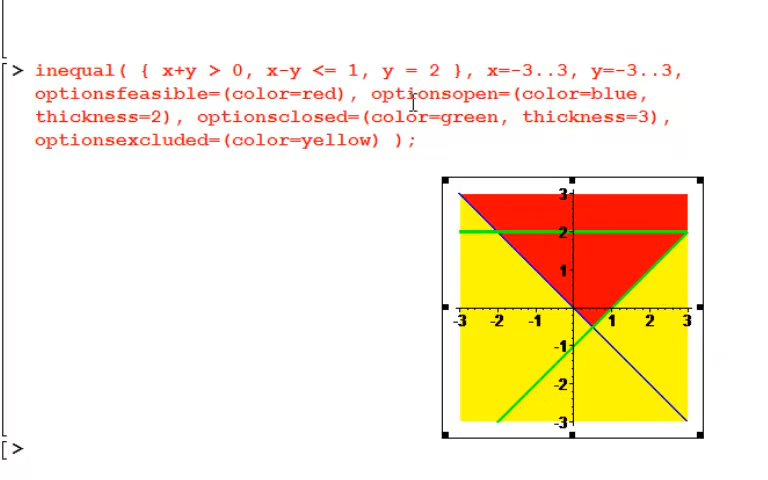 > inequal( { x+y > 0, x-y <= 1, y = 2 }, x=-3..3, y=-3..3,
optionsfeasible=(color=red), optionsopen=(color=blue,
thickness=2), optionsclosed=(color=green, thickness=3),
optionsexcluded=(color=yellow) );
3
2
1
-3 -2 -1 1 2 3
-1
-2
-3
>